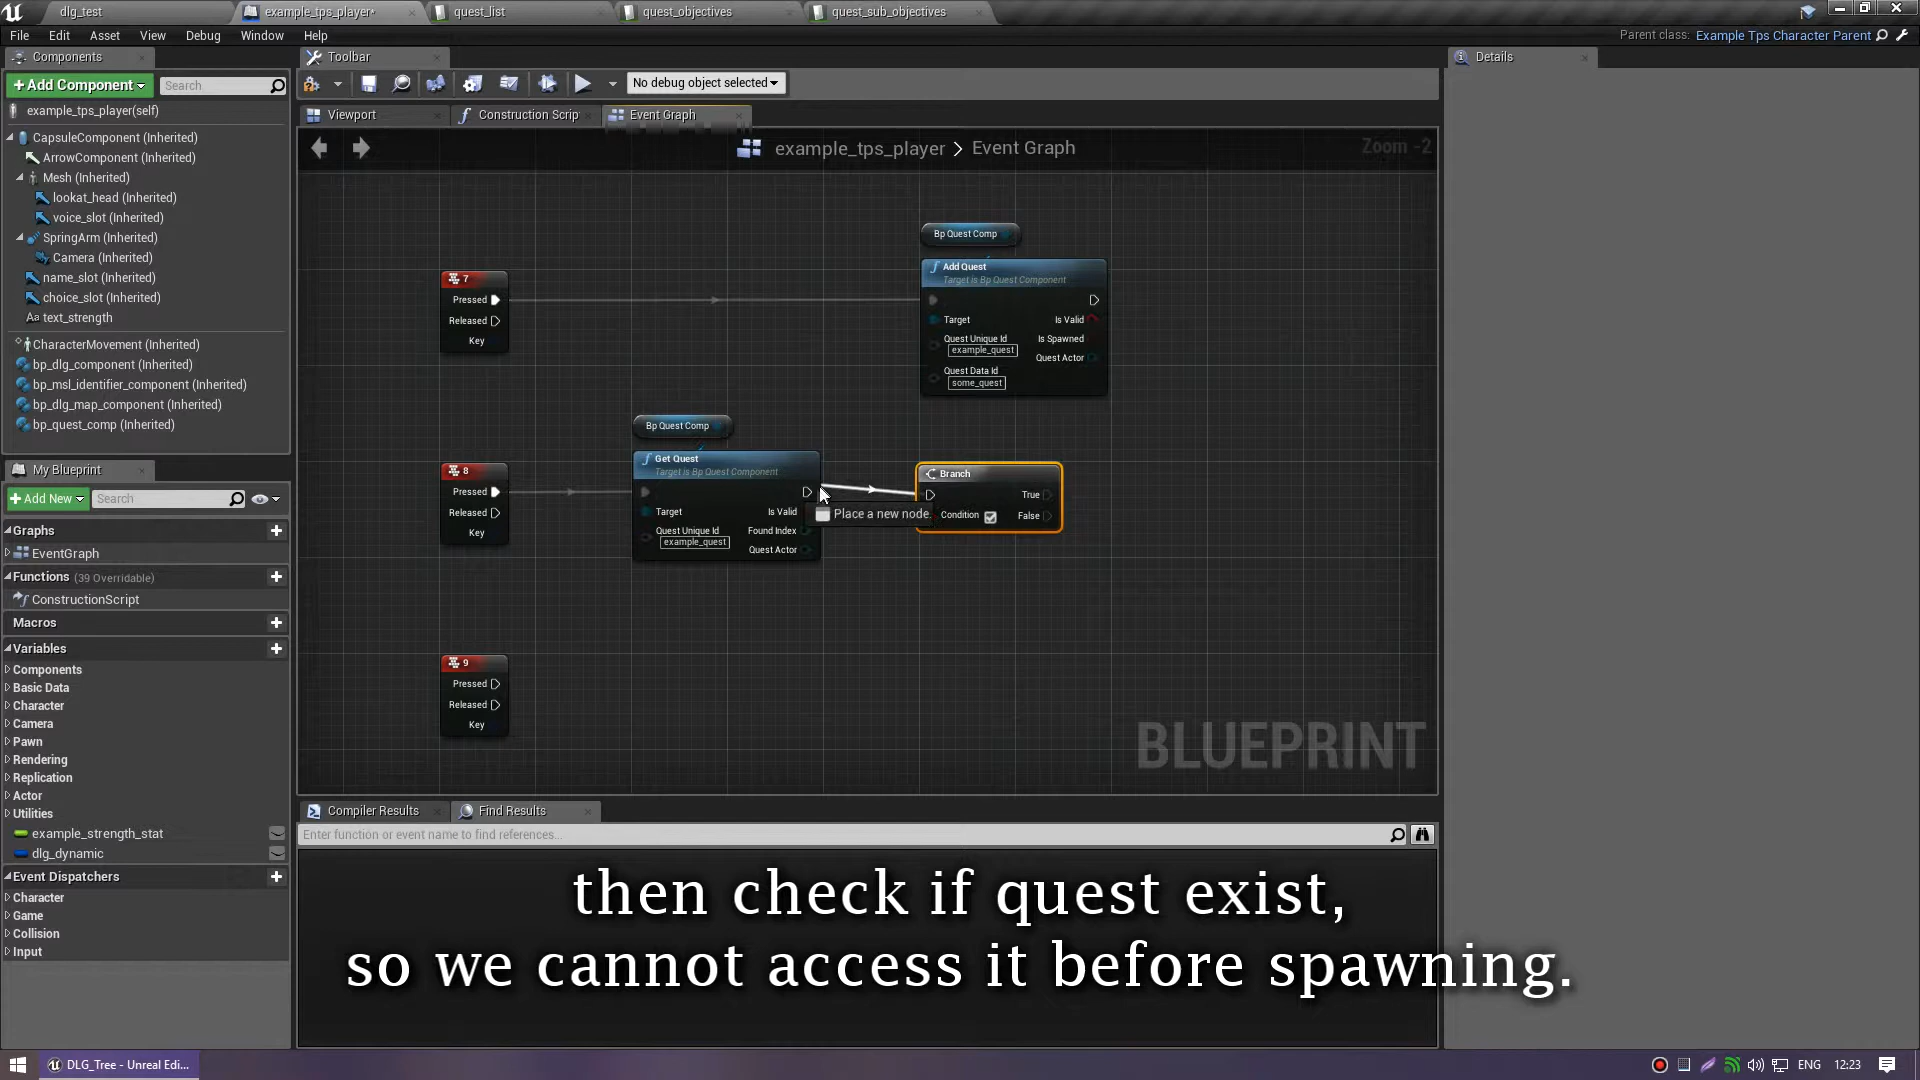 dlg_test
example_tps_player*
quest_list
quest_objectives
quest_sub_objectives
File Edit Asset View Debug Window Help
Parent class: Example Tps Character Parent
Components
Toolbar
Details
+Add Component
Search
No debug object selected
example_tps_player(self)
CapsuleComponent (Inherited)
ArrowComponent (Inherited)
Mesh (Inherited)
lookat_head (Inherited)
voice_slot (Inherited)
SpringArm (Inherited)
Camera (Inherited)
name_slot (Inherited)
choice_slot (Inherited)
text_strength
CharacterMovement (Inherited)
bp_dlg_component (Inherited)
bp_msl_identifier_component (Inherited)
bp_dlg_map_component (Inherited)
bp_quest_comp (Inherited)
My Blueprint
+Add New
Search
Graphs
EventGraph
Functions (39 Overridable)
ConstructionScript
Macros
Variables
Components
Basic Data
Character
Camera
Pawn
Rendering
Replication
Actor
Utilities
example_strength_stat
dlg_dynamic
Event Dispatchers
Character
Game
Collision
Input
Viewport
Construction Scrip
Event Graph
example_tps_player > Event Graph
Zoom -2
7
Pressed
Released
Key
Bp Quest Comp
Add Quest
Target is Bp Quest Component
Target
Is Valid
Quest Unique Id
example_quest
Is Spawned
Quest Actor
Quest Data Id
some_quest
8
Pressed
Released
Key
Bp Quest Comp
Get Quest
Target is Bp Quest Component
Target
Is Valid
Quest Unique Id
example_quest
Found Index
Quest Actor
Place a new node.
Branch
True
Condition
False
9
Pressed
Released
Key
BLUEPRINT
Compiler Results
Find Results
Enter function or event name to find references...
then check if quest exist,
so we cannot access it before spawning.
DLG_Tree - Unreal Edi...
ENG
12:23